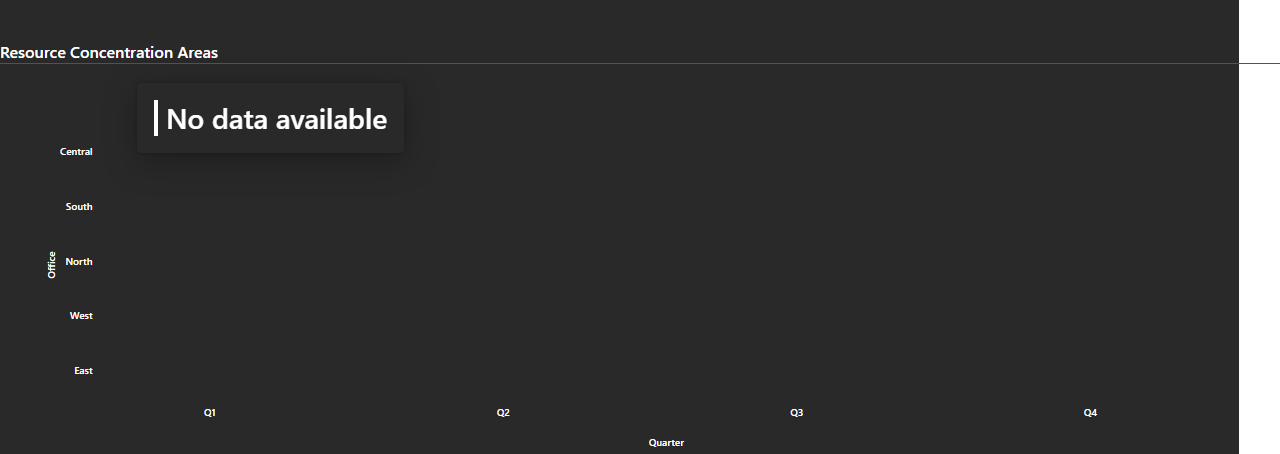 Resource Concentration Areas
No data available
Central
South
North
West
East
Office
Q1 Q2 Q3 Q4
Quarter